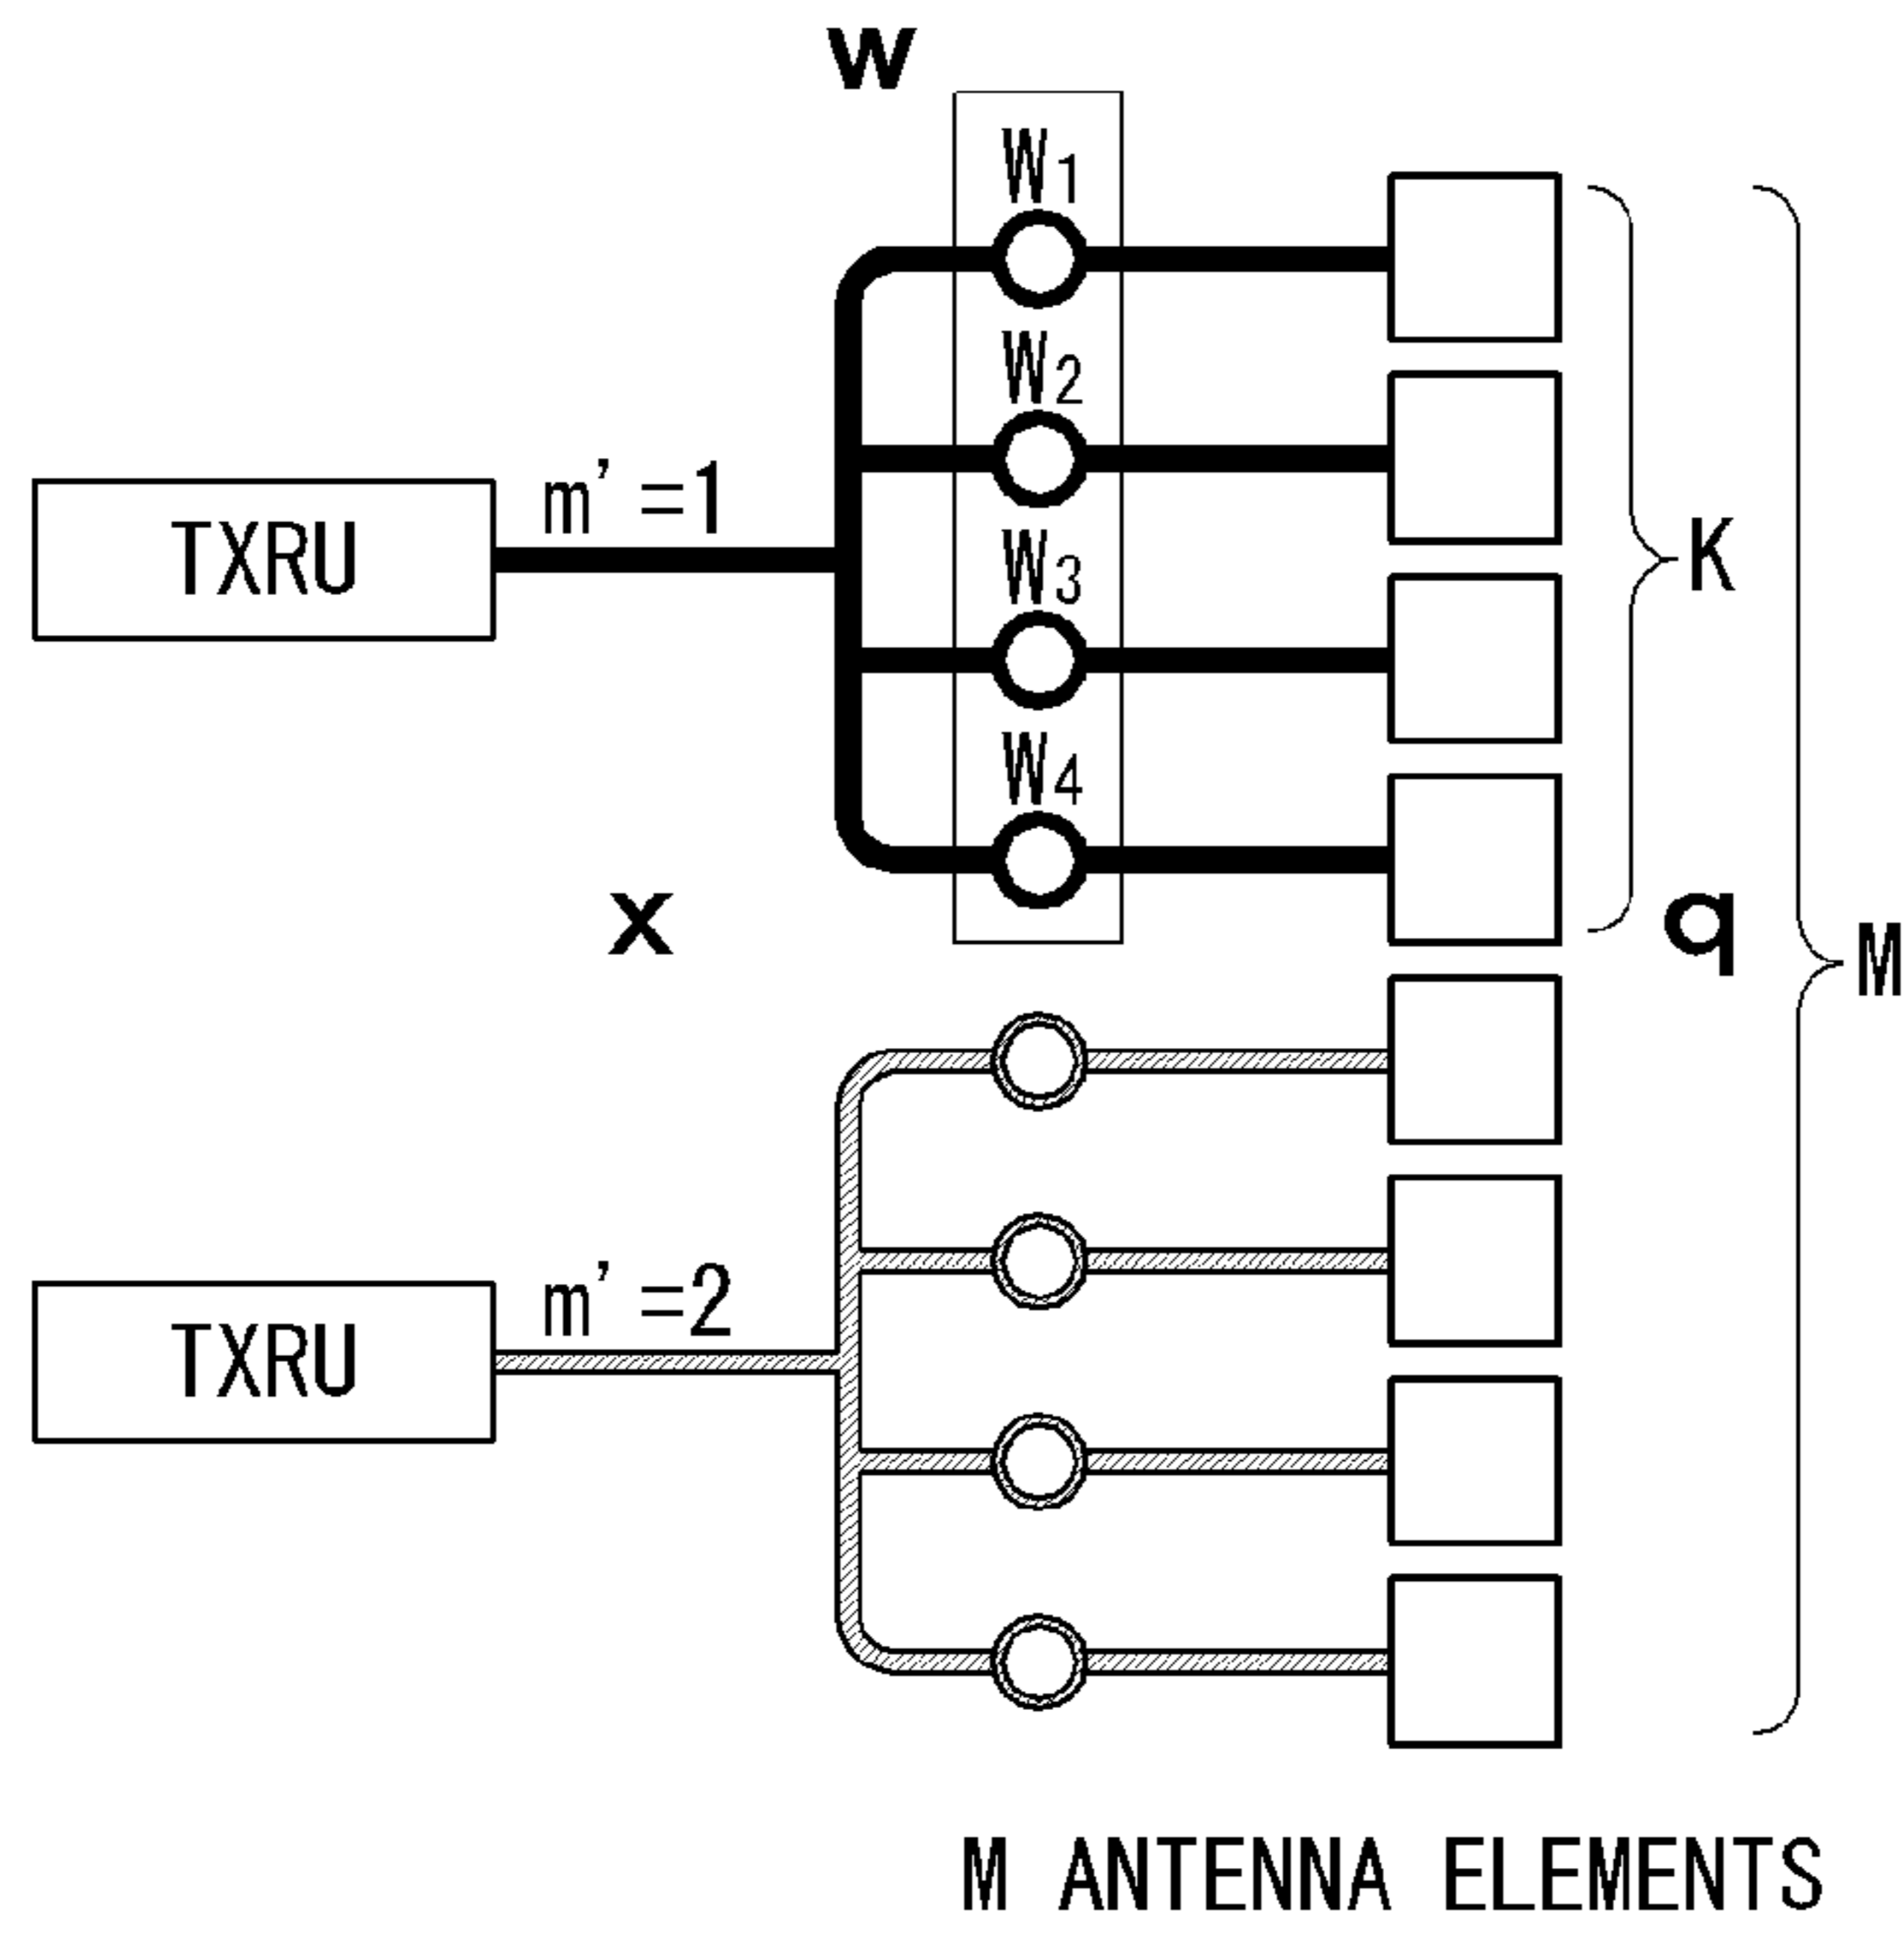 w
W1
W2
TXRU
m'=1
W3
K
W4
x
q
M
TXRU
m'=2
M ANTENNA ELEMENTS